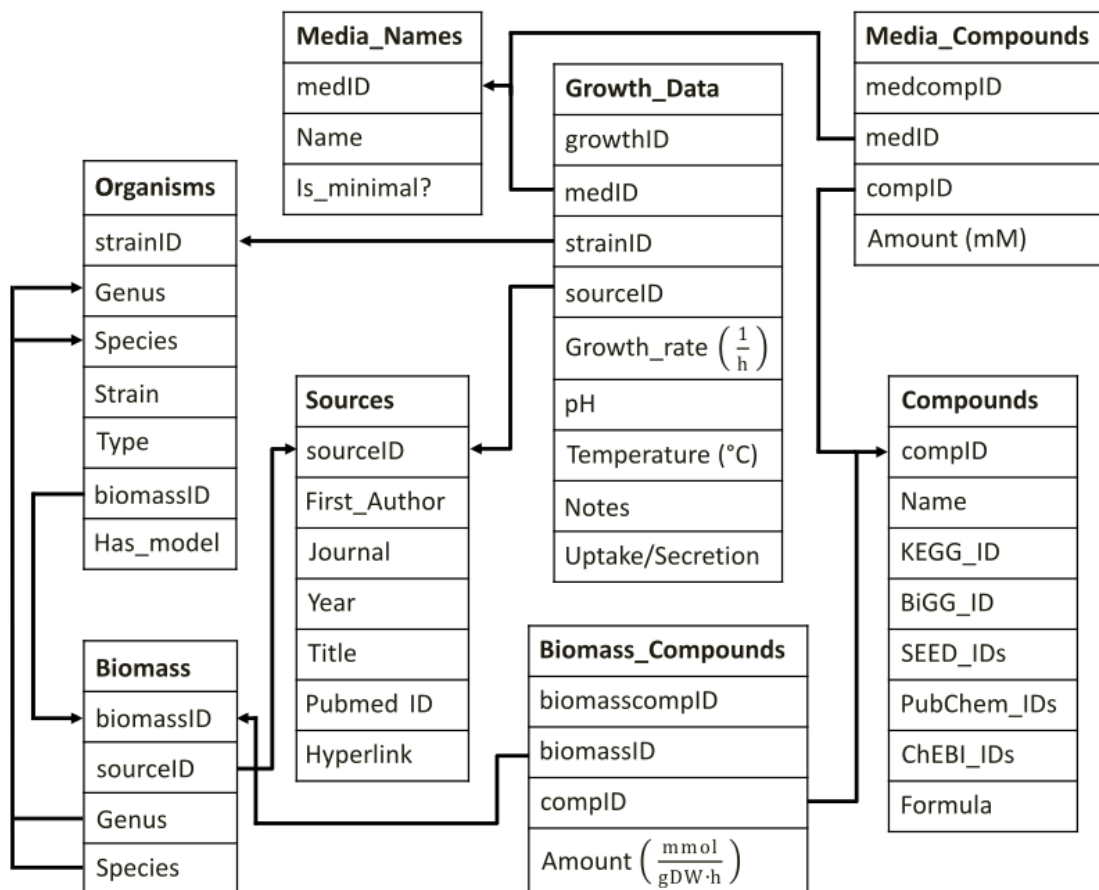 Media_Names
medID
Name
Is_minimal?
Growth_Data
growthID
medID
strainID
sourceID
Growth_rate (1/h)
pH
Temperature (°C)
Notes
Uptake/Secretion
Media_Compounds
medcompID
medID
compID
Amount (mM)
Organisms
strainID
Genus
Species
Strain
Type
biomassID
Has_model
Sources
sourceID
First_Author
Journal
Year
Title
Pubmed ID
Hyperlink
Compounds
compID
Name
KEGG_ID
BiGG_ID
SEED_IDs
PubChem_IDs
ChEBI_IDs
Formula
Biomass
biomassID
sourceID
Genus
Species
Biomass_Compounds
biomasscompID
biomassID
compID
Amount (mmol/gDW·h)